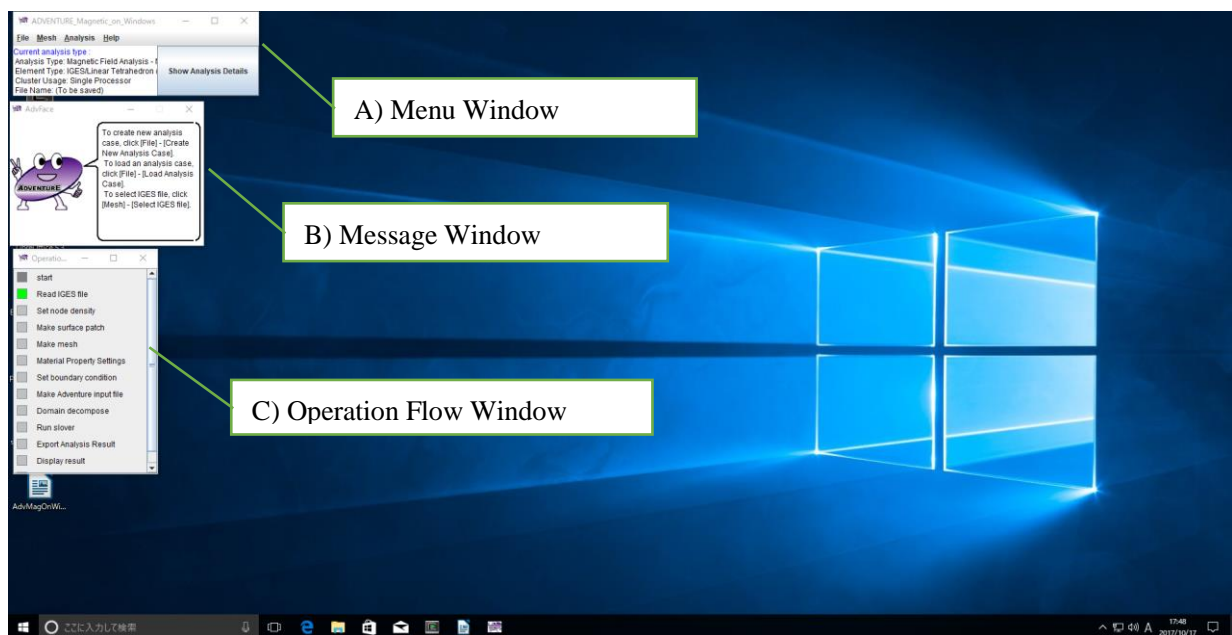 ADVENTURE_Magnetic_on_Windows
File Mesh Analysis Help
Current analysis type :
Analysis Type: Magnetic Field Analysis -
Element Type: IGES/Linear Tetrahedron
Cluster Usage: Single Processor
File Name: (To be saved)
Show Analysis Details
A) Menu Window
AdvFace
To create new analysis
case, click [File] - [Create
New Analysis Case].
To load an analysis case,
click [File] - [Load Analysis
Case].
To select IGES file, click
[Mesh] - [Select IGES file].
ADVENTURE
B) Message Window
Operatio...
start
Read IGES file
Set node density
Make surface patch
Make mesh
Material Property Settings
Set boundary condition
Make Adventure input file
Domain decompose
Run slover
Export Analysis Result
Display result
C) Operation Flow Window
AdvMagOnWi...
ここに入力して検索
A
17:48
2017/10/17